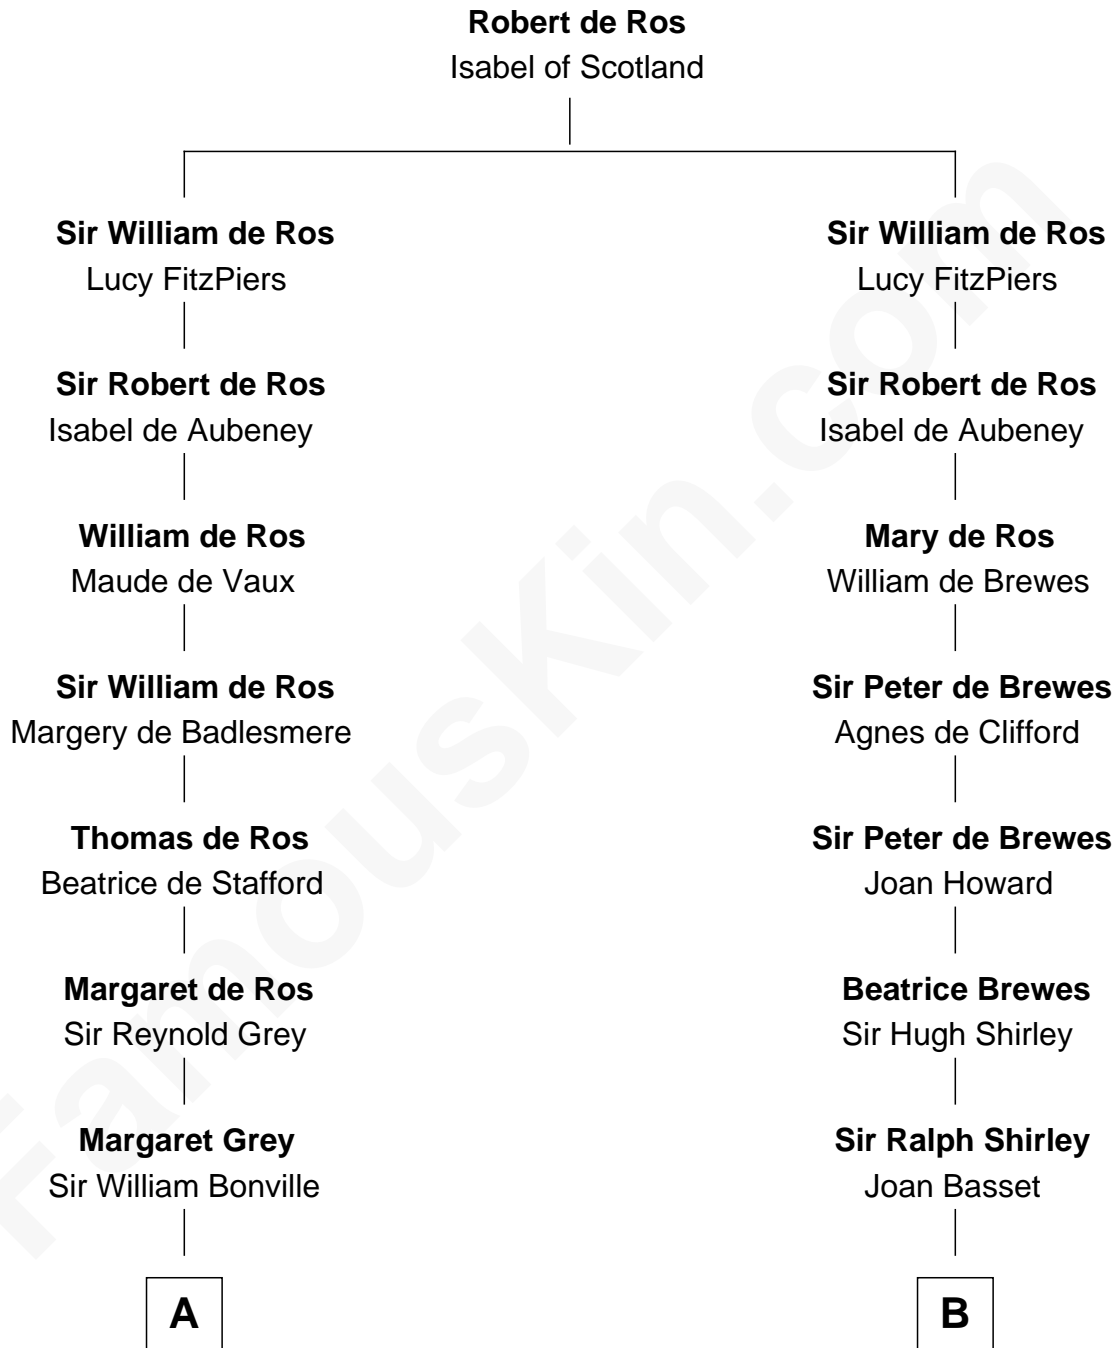 Robert de Ros
Isabel of Scotland
Sir William de Ros
Lucy FitzPiers
Sir William de Ros
Lucy FitzPiers
Sir Robert de Ros
Isabel de Aubeney
Sir Robert de Ros
Isabel de Aubeney
William de Ros
Maude de Vaux
Mary de Ros
William de Brewes
Sir William de Ros
Margery de Badlesmere
Sir Peter de Brewes
Agnes de Clifford
Thomas de Ros
Beatrice de Stafford
Sir Peter de Brewes
Joan Howard
Margaret de Ros
Sir Reynold Grey
Beatrice Brewes
Sir Hugh Shirley
Margaret Grey
Sir William Bonville
Sir Ralph Shirley
Joan Basset
A
B
FamousKin.com